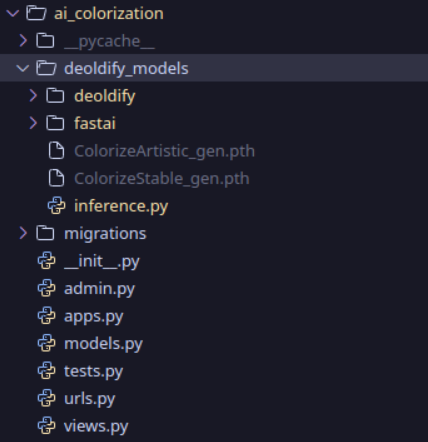 ai_colorization
__pycache__
deoldify_models
deoldify
fastai
ColorizeArtistic_gen.pth
ColorizeStable_gen.pth
inference.py
migrations
__init__.py
admin.py
apps.py
models.py
tests.py
urls.py
views.py